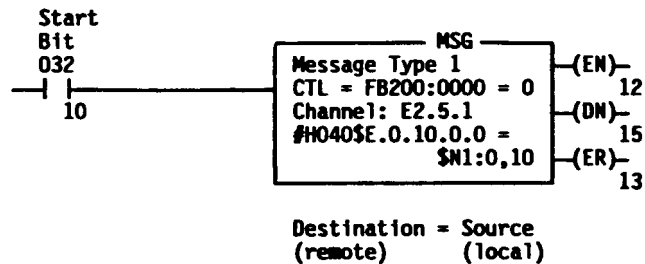 Start
Bit
032
10
MSG
Message Type 1
CTL = FB200:0000 = 0
Channel: E2.5.1
#H040$E.0.10.0.0 =
$N1:0,10
(EN)
12
(DN)
15
(ER)
13
Destination = Source
(remote) (local)